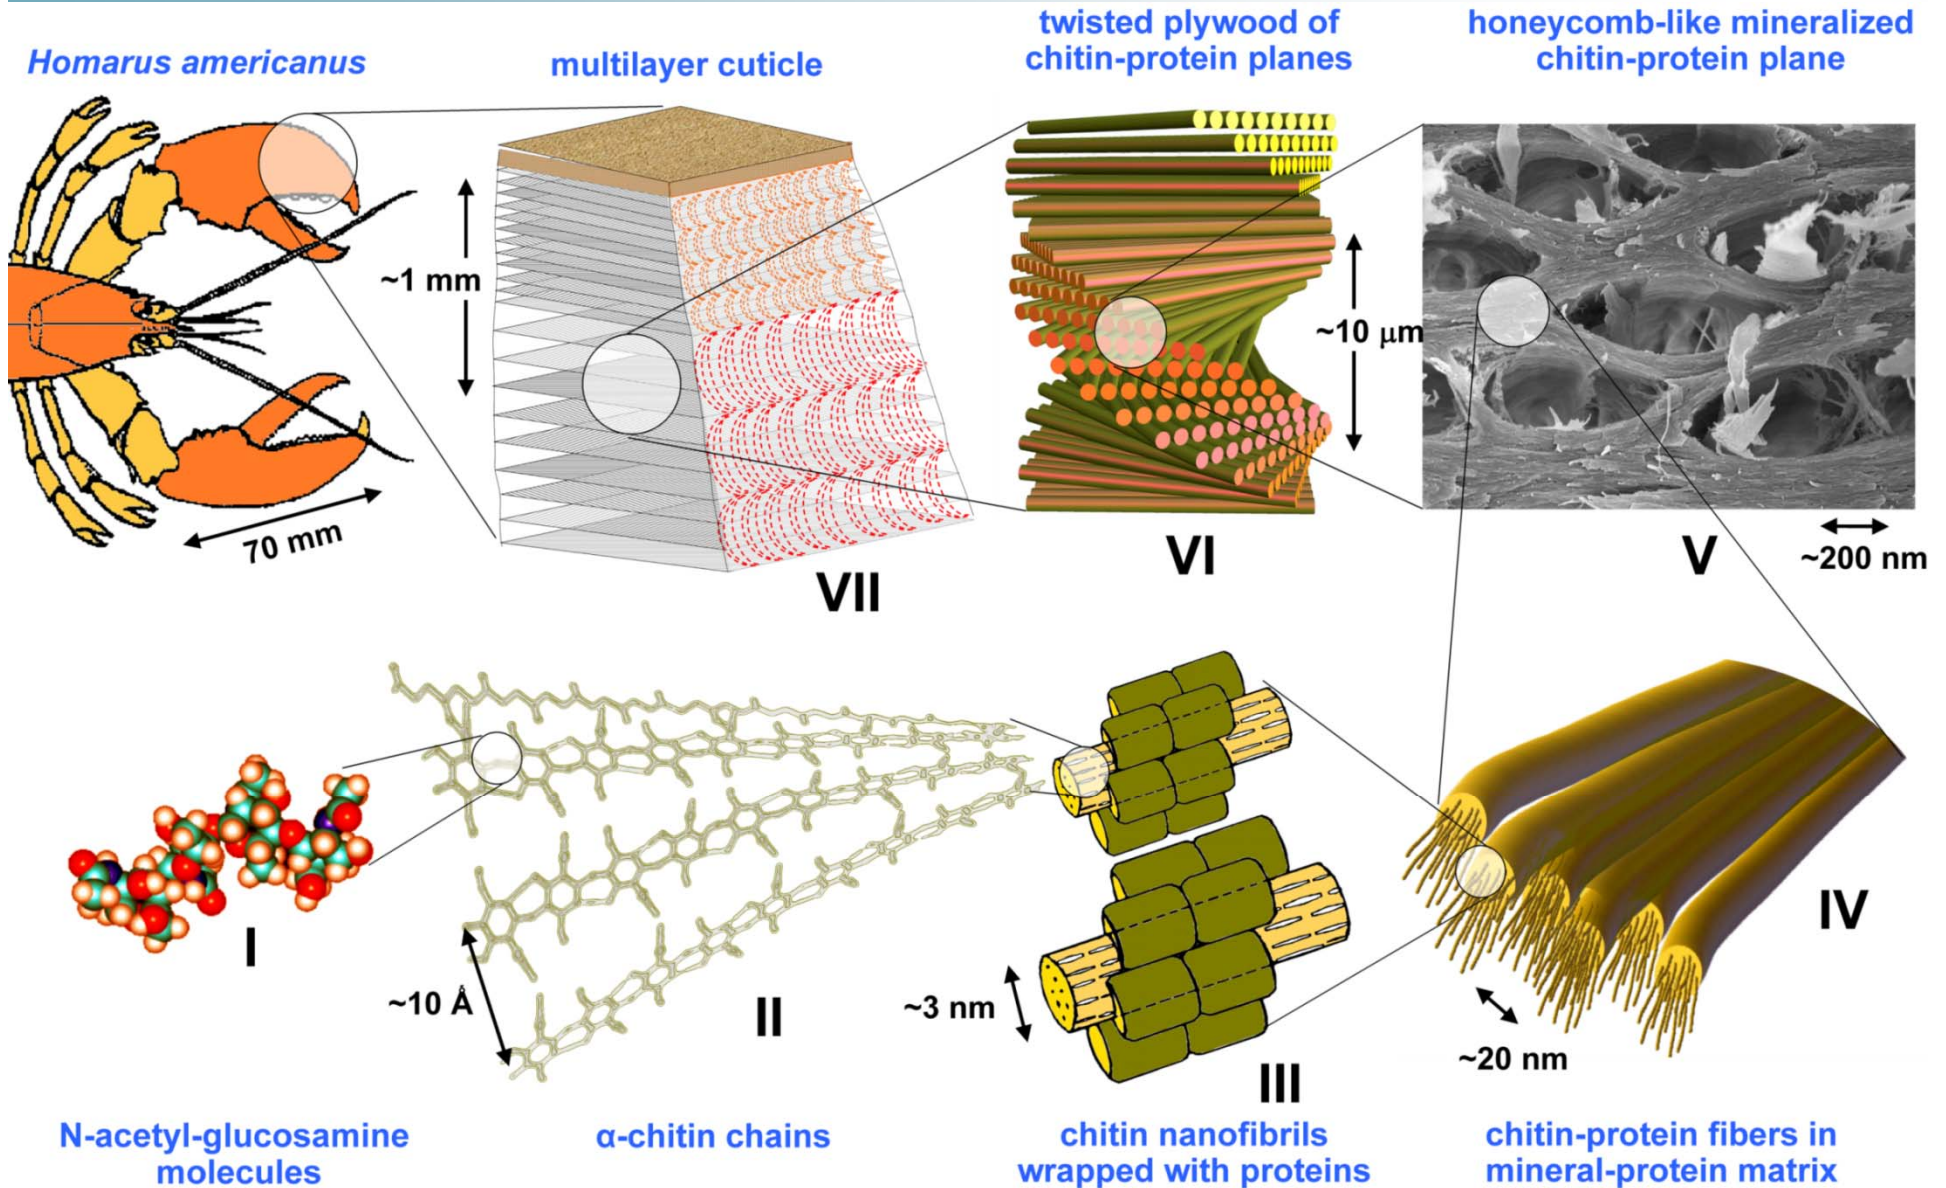 Homarus americanus
multilayer cuticle
twisted plywood of
chitin-protein planes
honeycomb-like mineralized
chitin-protein plane
~1 mm
~10 μm
70 mm
VII
VI
V
~200 nm
I
~10 Å
II
~3 nm
III
IV
~20 nm
N-acetyl-glucosamine
molecules
α-chitin chains
chitin nanofibrils
wrapped with proteins
chitin-protein fibers in
mineral-protein matrix